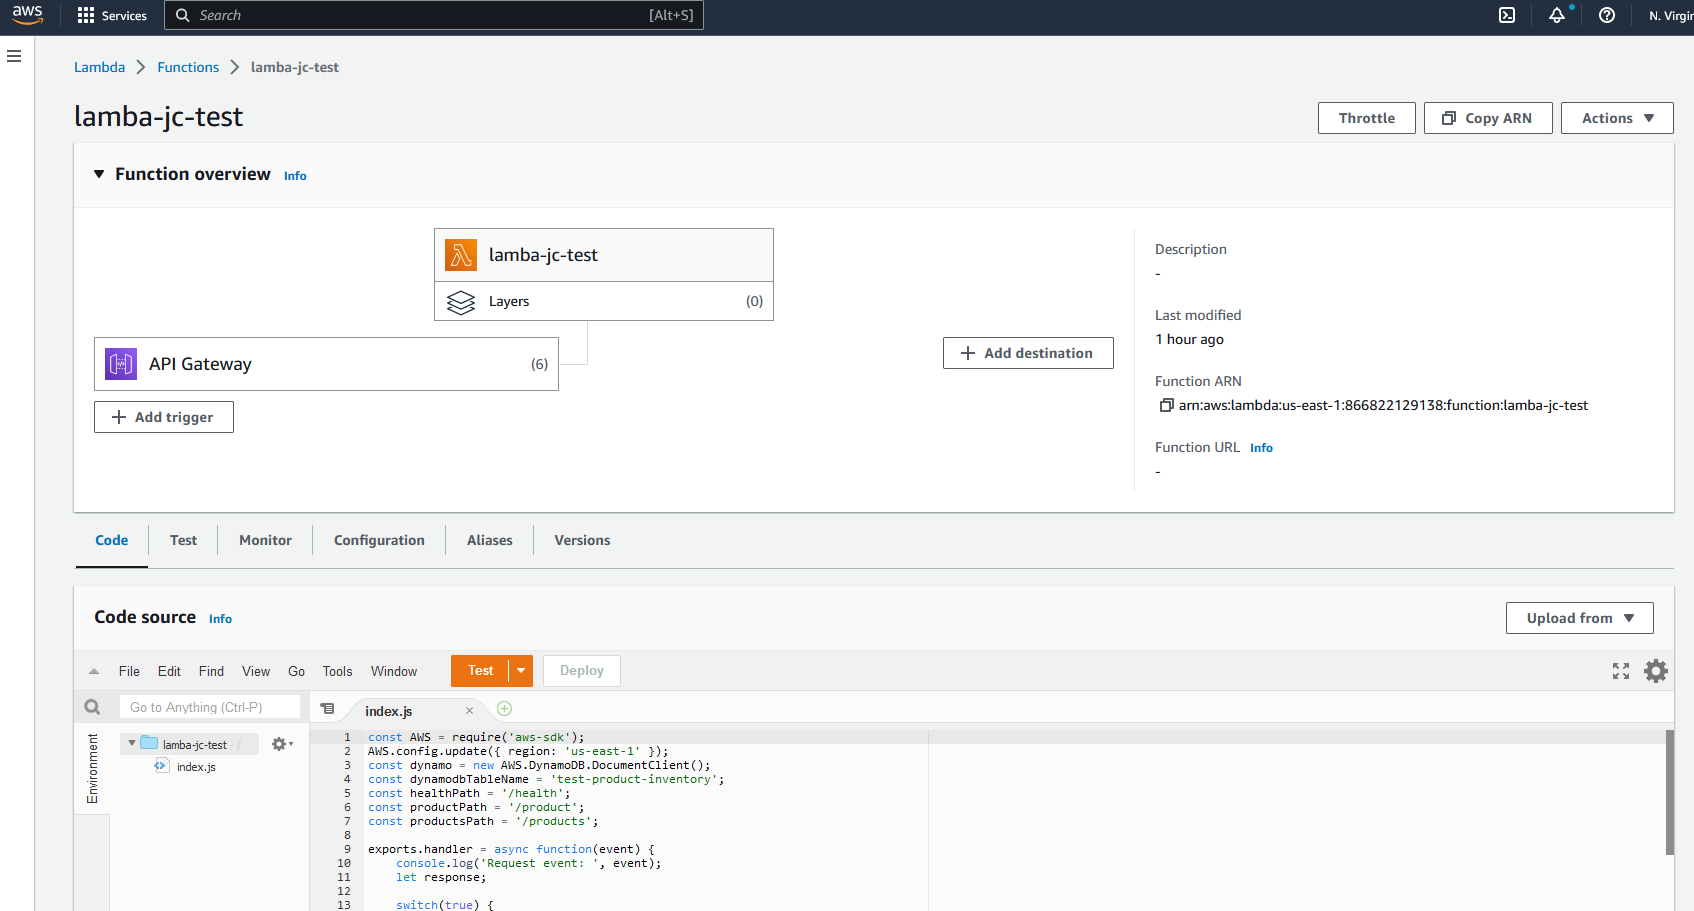 aws Services Search [Alt+S] N. Virgin
Lambda Functions lamba-jc-test
lamba-jc-test
Throttle Copy ARN Actions
Function overview Info
lamba-jc-test
Layers (0)
API Gateway (6)
Add trigger
Add destination
Description
-
Last modified
1 hour ago
Function ARN
arn:aws:lambda:us-east-1:866822129138:function:lamba-jc-test
Function URL Info
-
Code Test Monitor Configuration Aliases Versions
Code source Info
Upload from
File Edit Find View Go Tools Window Test Deploy
Go to Anything (Ctrl-P)
index.js
Environment
lamba-jc-test - /
index.js
1 const AWS = require('aws-sdk');
2 AWS.config.update({ region: 'us-east-1' });
3 const dynamo = new AWS.DynamoDB.DocumentClient();
4 const dynamodbTableName = 'test-product-inventory';
5 const healthPath = '/health';
6 const productPath = '/product';
7 const productsPath = '/products';
8
9 exports.handler = async function(event) {
10 console.log('Request event: ', event);
11 let response;
12
13 switch(true) {